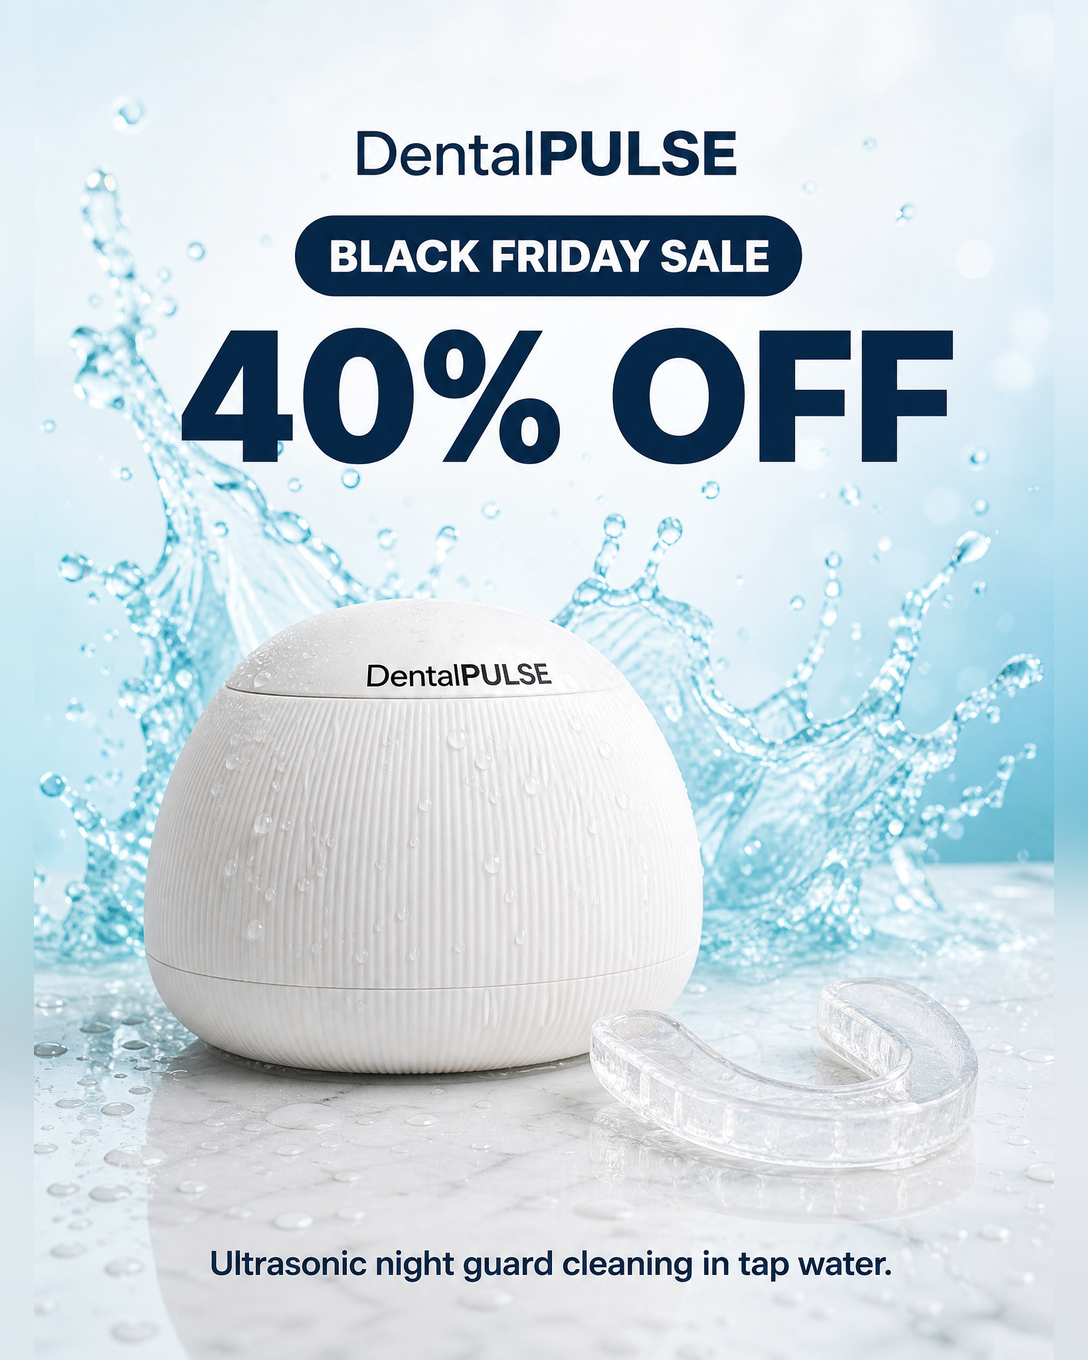 DentalPULSE
BLACK FRIDAY SALE
40% OFF
DentalPULSE
Ultrasonic night guard cleaning in tap water.